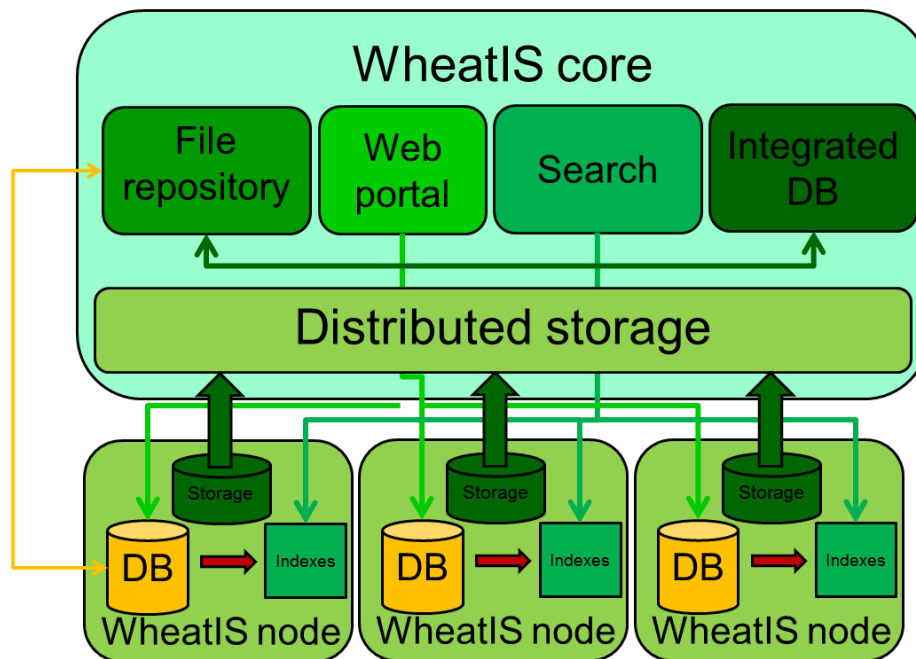 WheatIS core
File
repository
Web
portal
Search
Integrated
DB
Distributed storage
Storage
Storage
Storage
DB
Indexes
DB
Indexes
DB
Indexes
WheatIS node
WheatIS node
WheatIS node